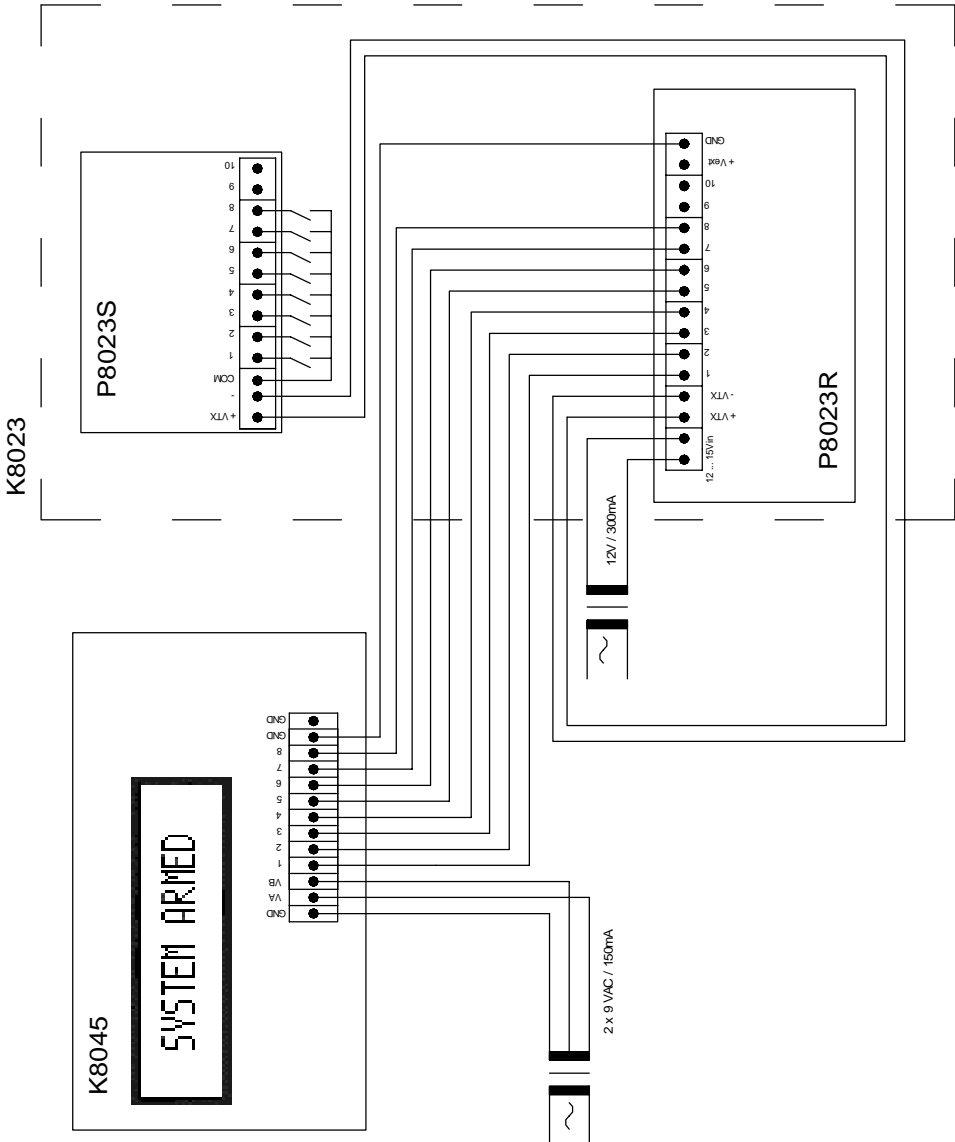 K8023
P8023S
10
9
8
7
6
5
4
3
2
1
COM
-
+ VTX
P8023R
GND
+ Vext
10
9
8
7
6
5
4
3
2
1
- VTX
+ VTX
12 ... 15Vin
12V / 300mA
~
K8045
SYSTEM ARMED
GND
GND
8
7
6
5
4
3
2
1
VB
VA
GND
2 x 9 VAC / 150mA
~